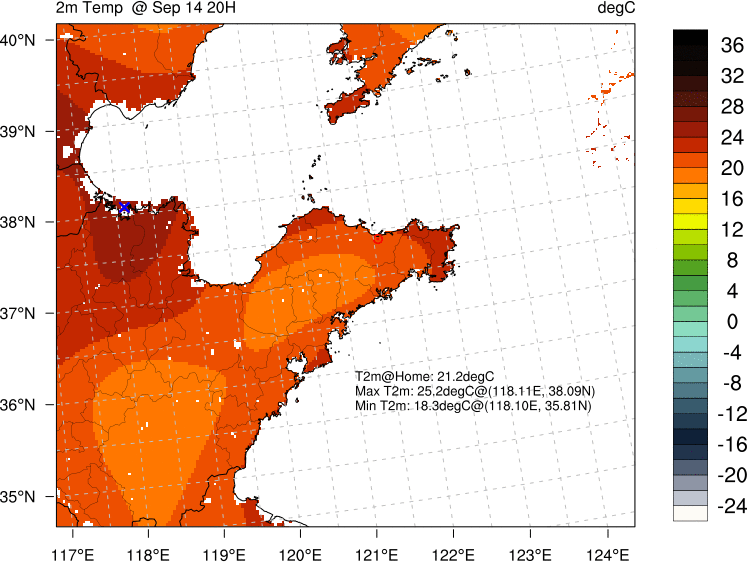 2m Temp @ Sep 14 20H
degC
40°N
39°N
38°N
37°N
36°N
35°N
T2m@Home: 21.2degC
Max T2m: 25.2degC@(118.11E, 38.09N)
Min T2m: 18.3degC@(118.10E, 35.81N)
117°E 118°E 119°E 120°E 121°E 122°E 123°E 124°E
36
32
28
24
20
16
12
8
4
0
-4
-8
-12
-16
-20
-24